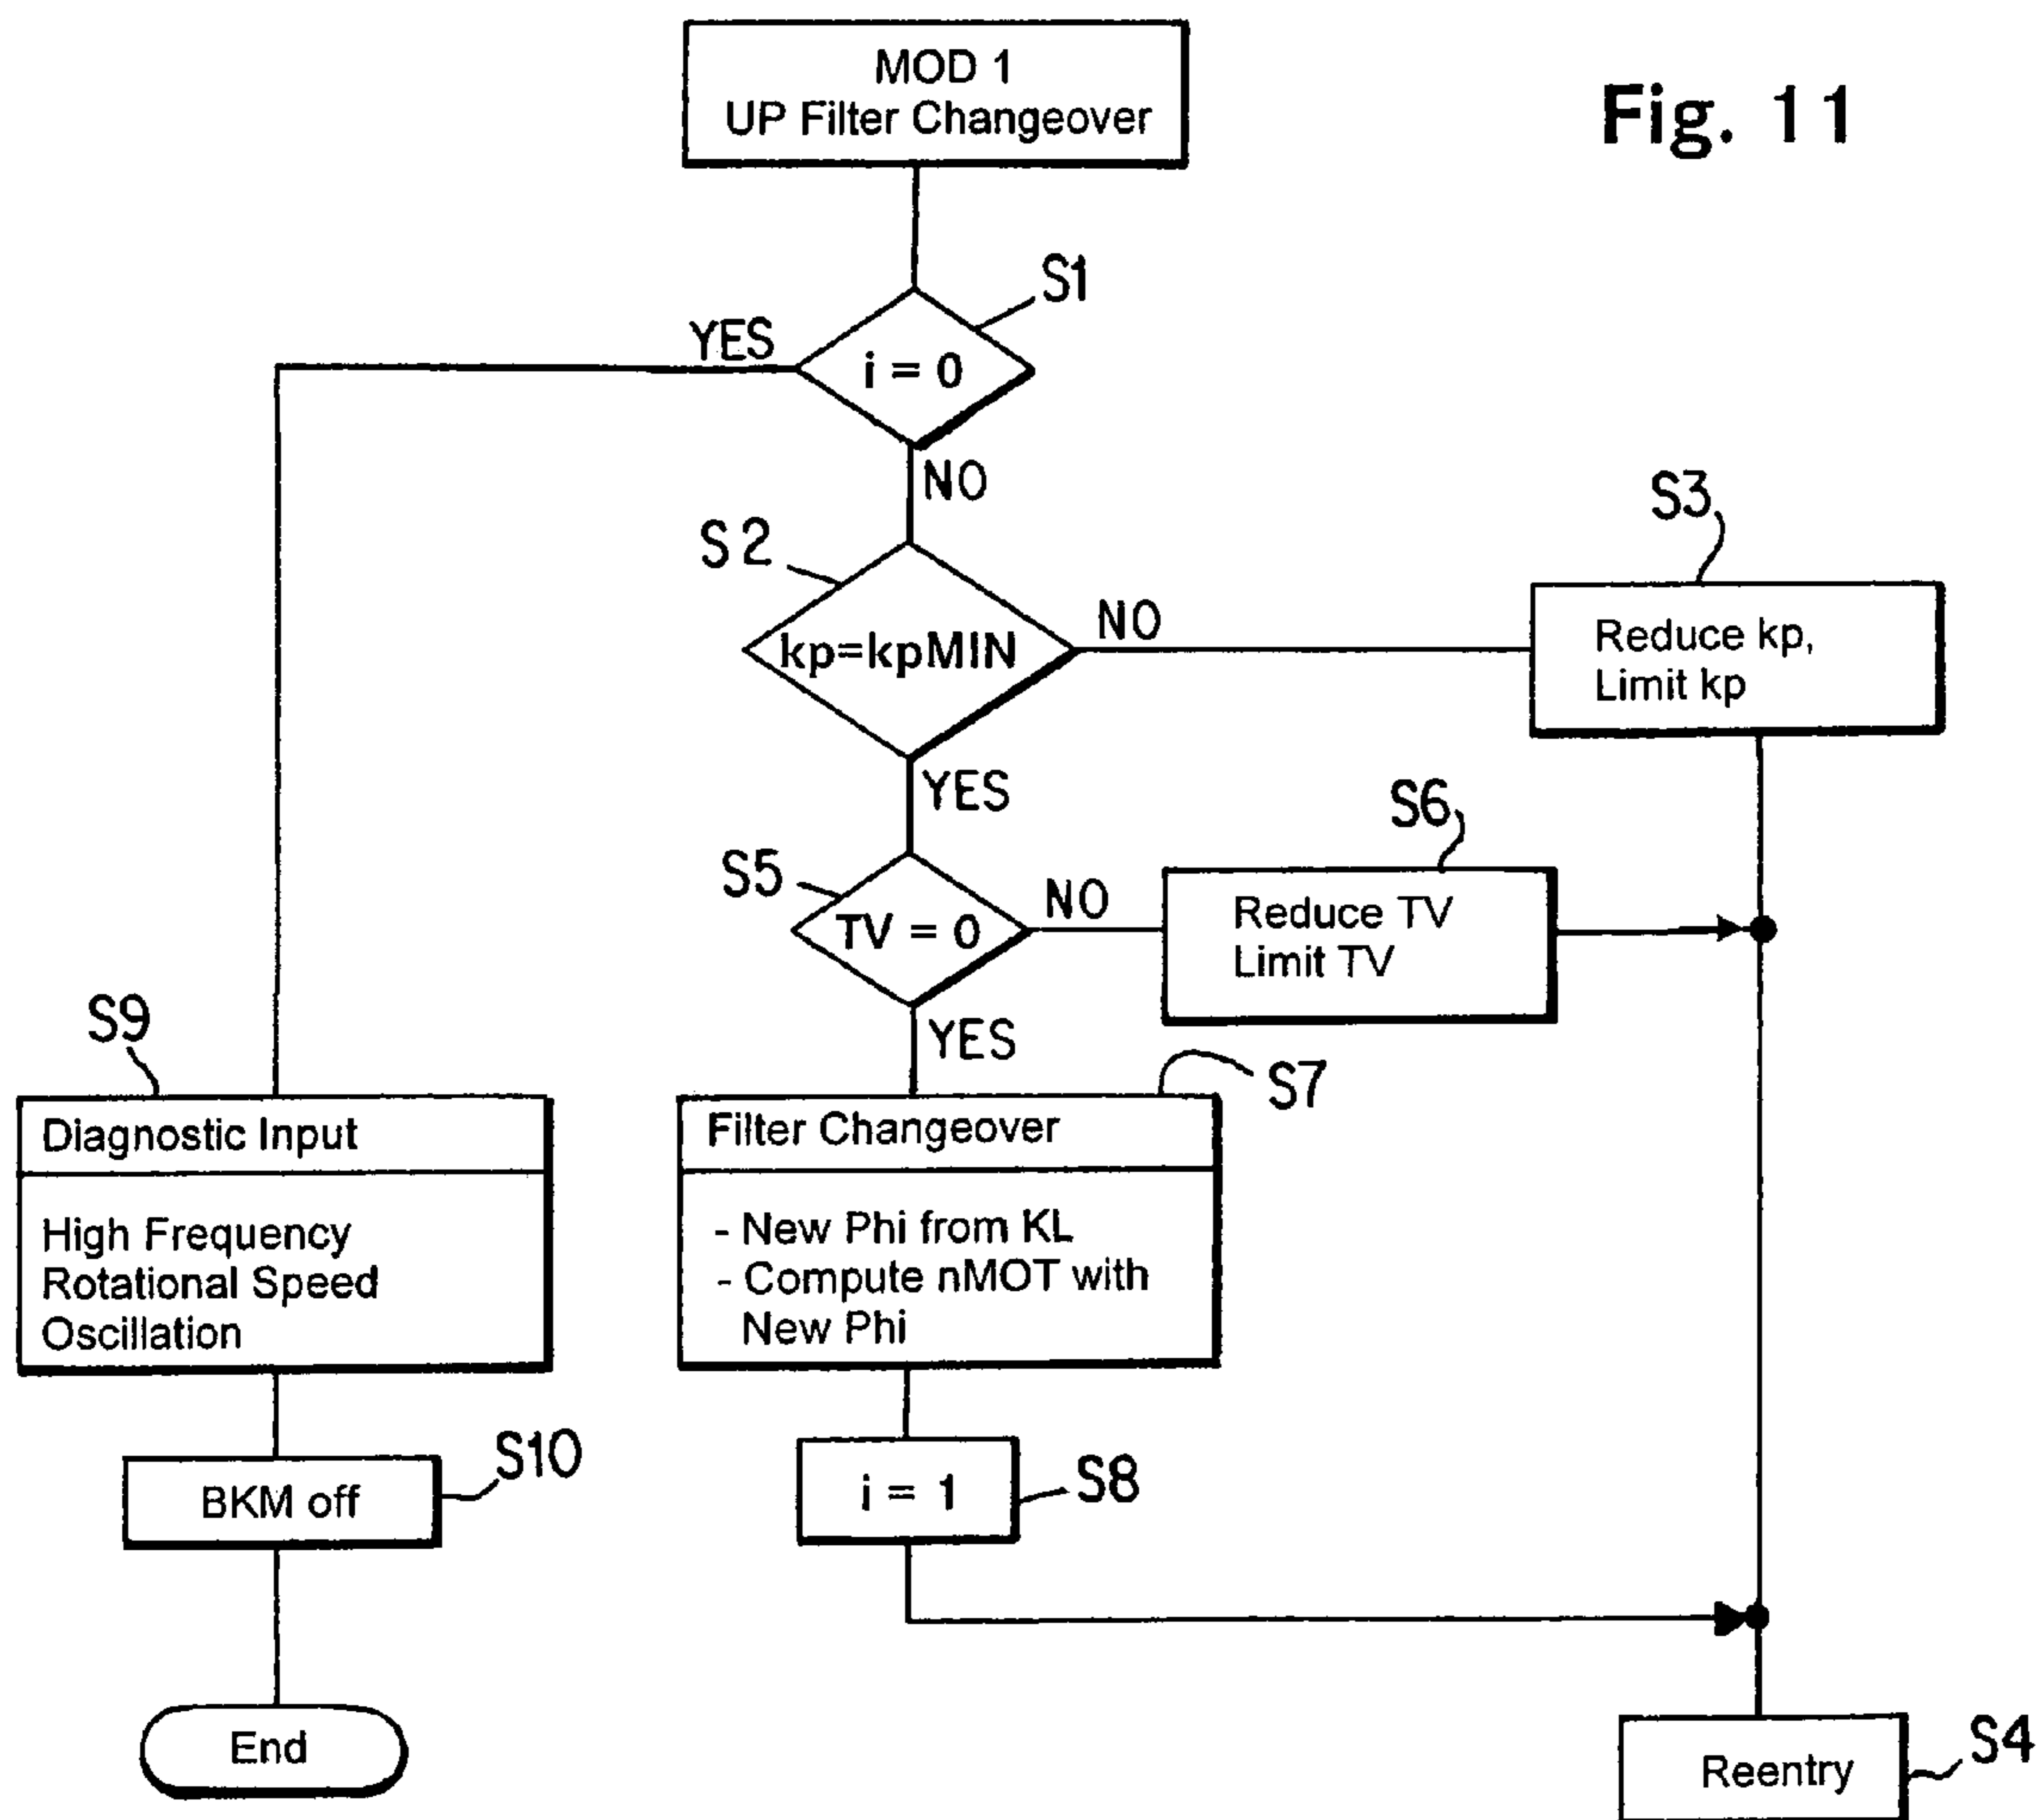 MOD 1
UP Filter Changeover
Fig. 11
S1
YES
i = 0
NO
S2
S3
kp=kpMIN
NO
Reduce kp,
Limit kp
YES
S6
S5
TV = 0
NO
Reduce TV
Limit TV
YES
S9
S7
Diagnostic Input
High Frequency
Rotational Speed
Oscillation
Filter Changeover
- New Phi from KL
- Compute nMOT with
New Phi
BKM off
S10
i = 1
S8
End
Reentry
S4